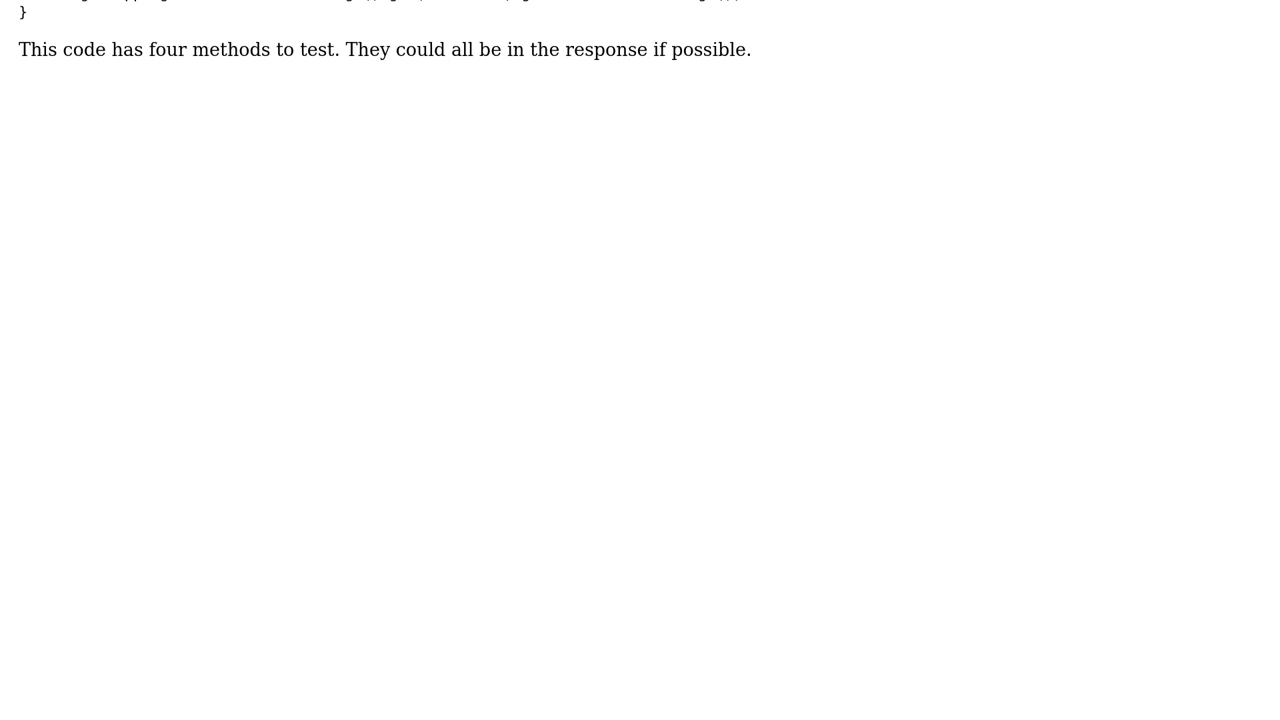 }
This code has four methods to test. They could all be in the response if possible.